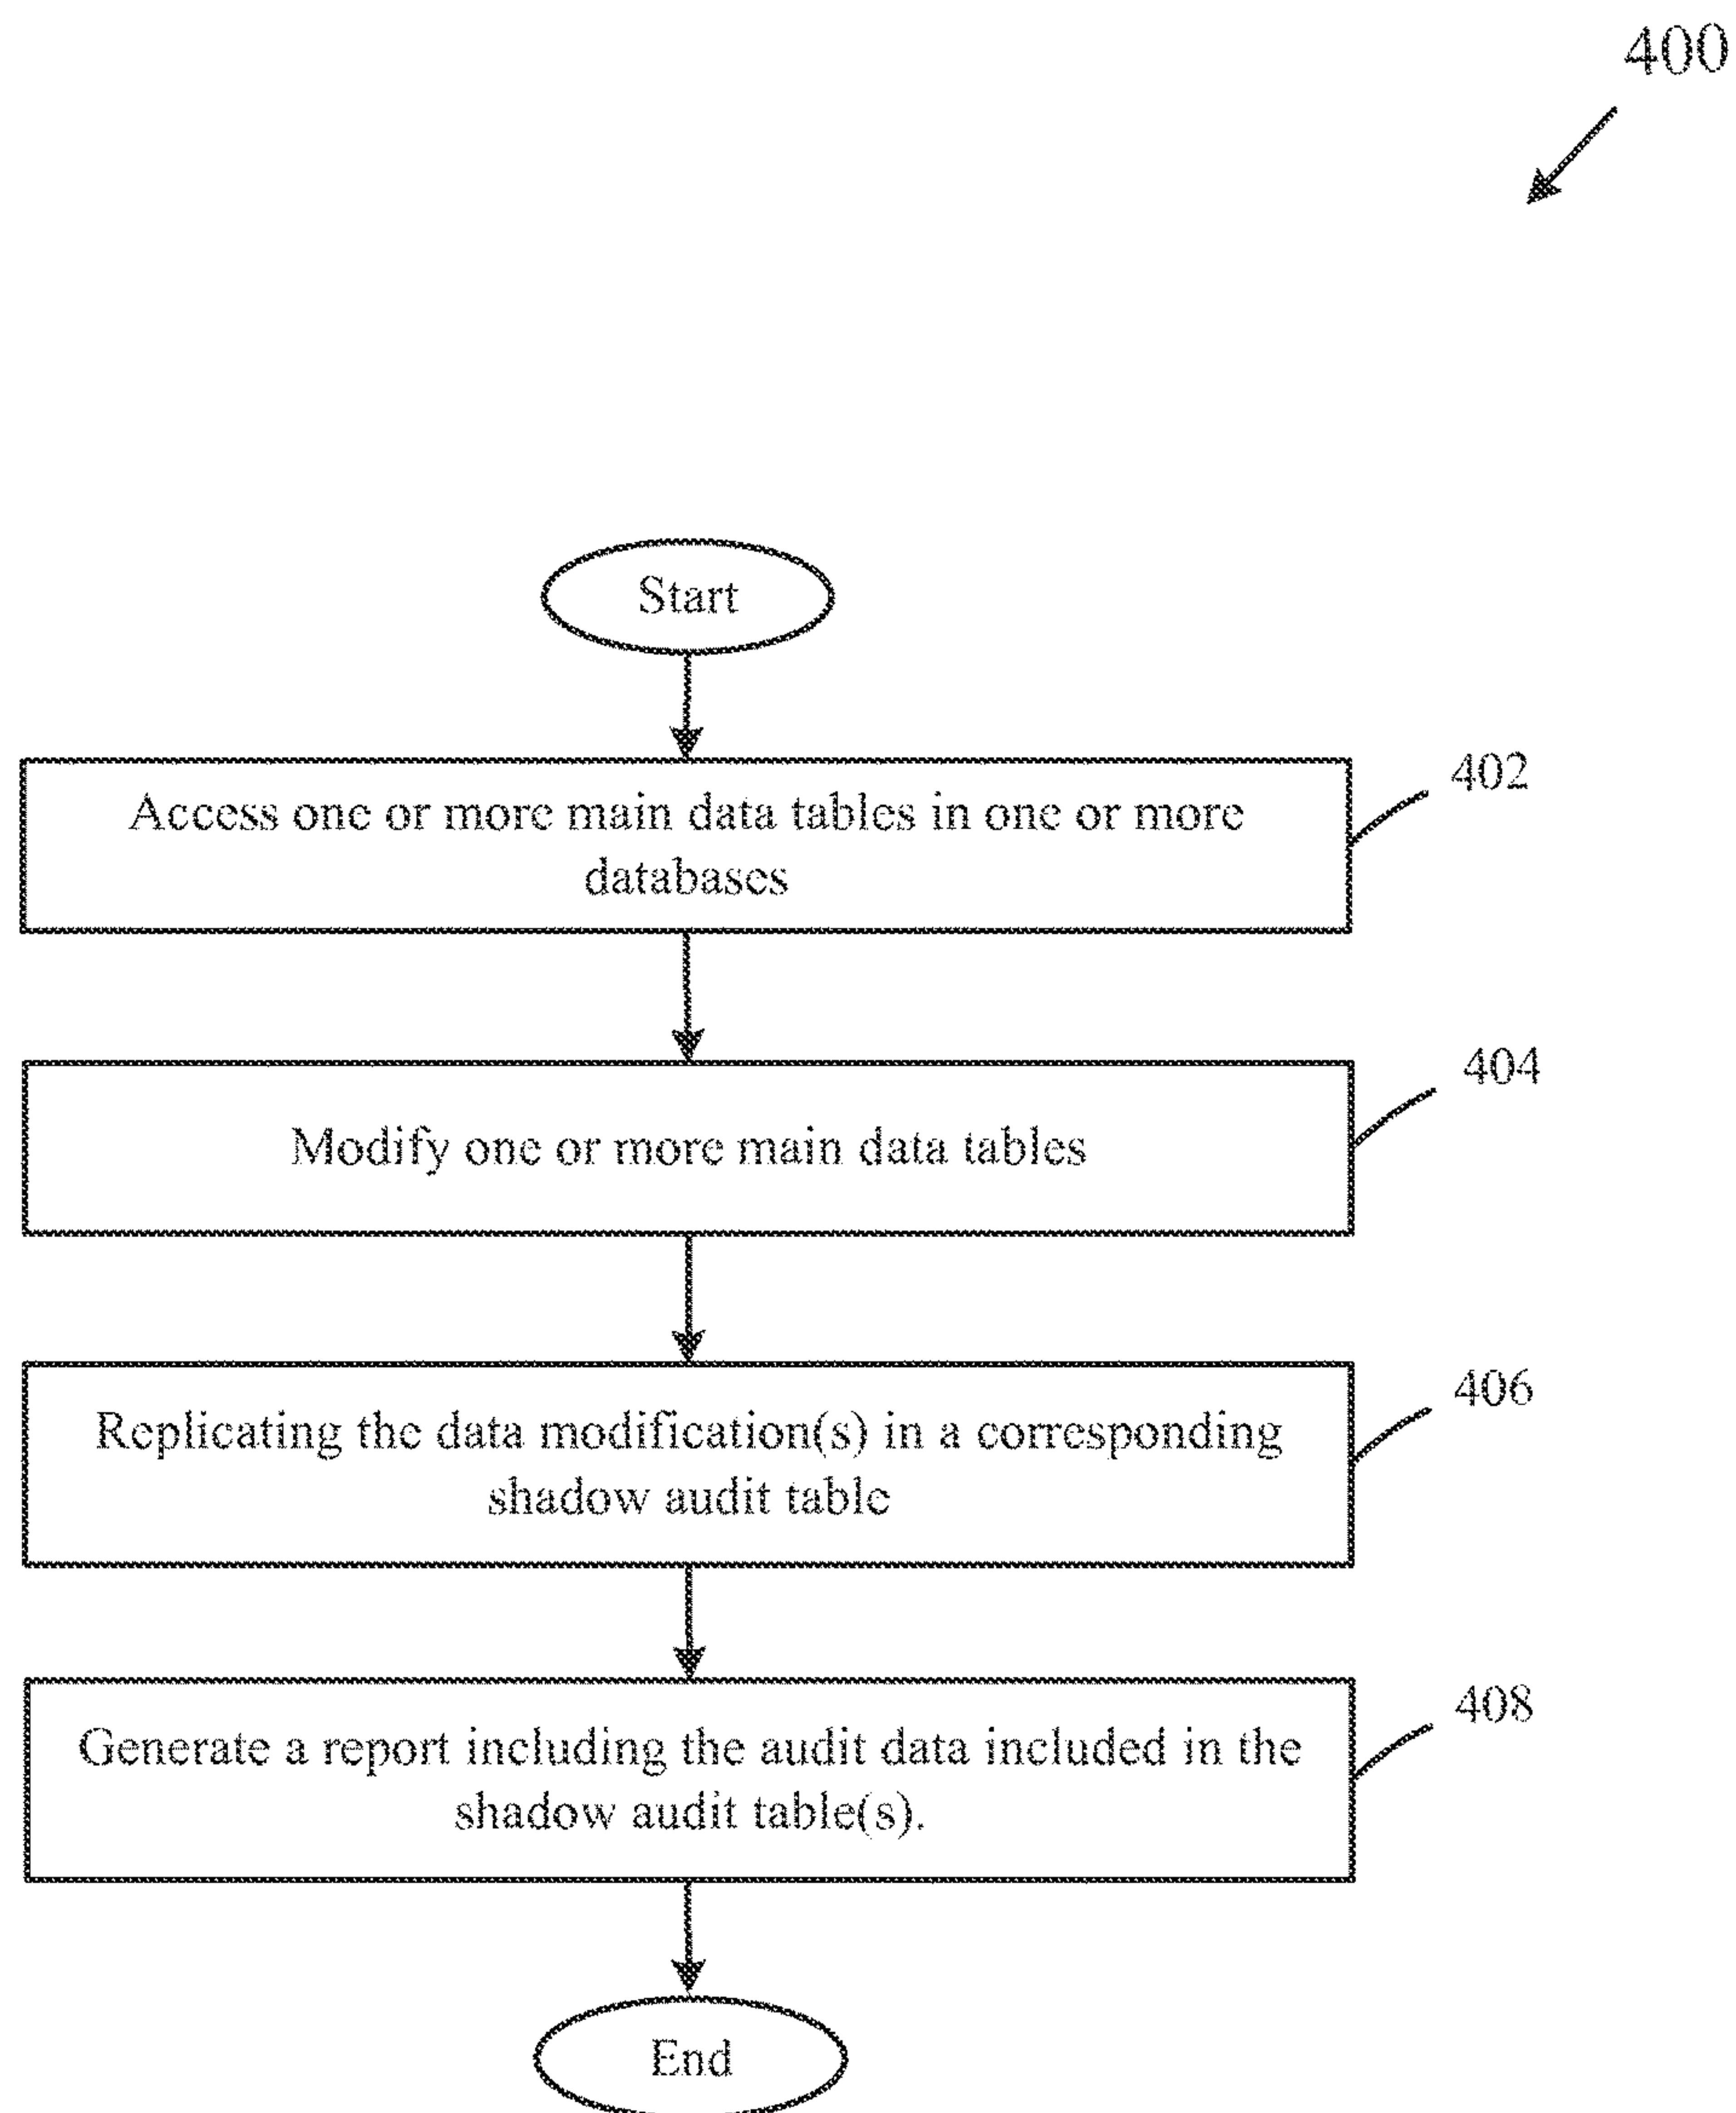 400
Start
Access one or more main data tables in one or more
databases
402
Modify one or more main data tables
404
Replicating the data modification(s) in a corresponding
shadow audit table
406
Generate a report including the audit data included in the
shadow audit table(s).
408
End